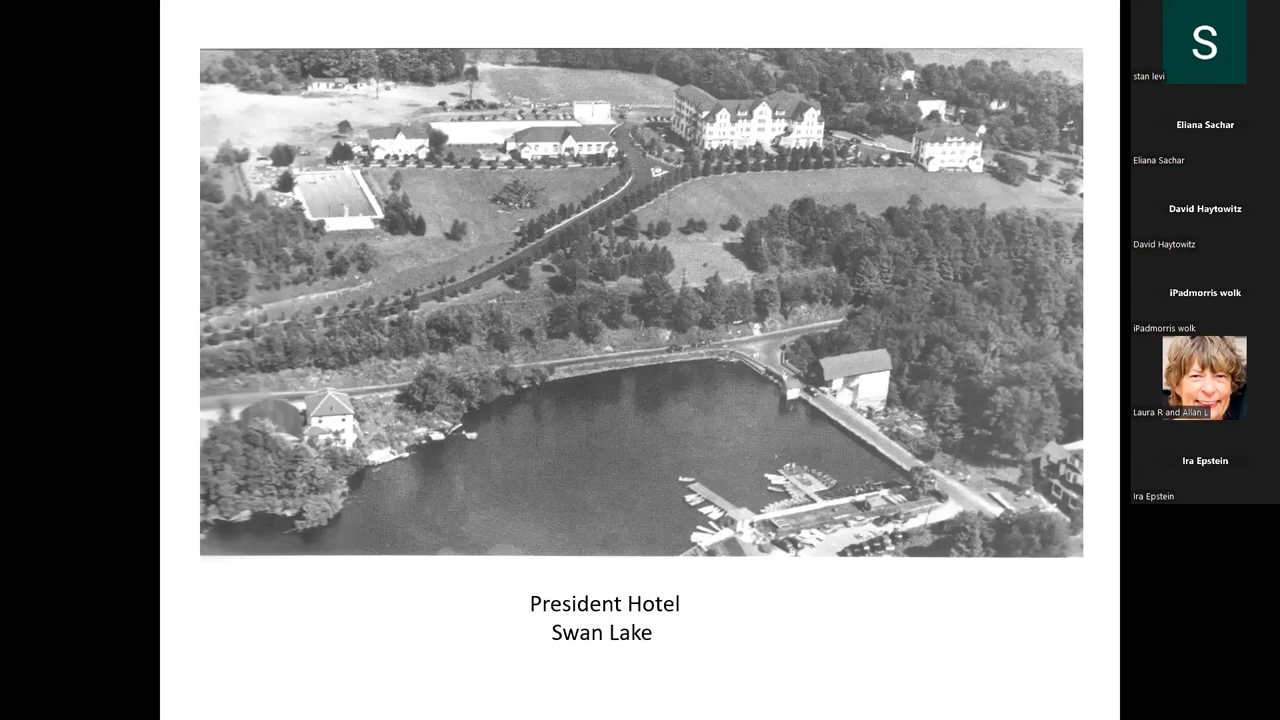 President Hotel
Swan Lake
S
stan levi
Eliana Sachar
Eliana Sachar
David Haytowitz
David Haytowitz
iPadmorris wolk
iPadmorris wolk
Laura R and Allan L
Ira Epstein
Ira Epstein